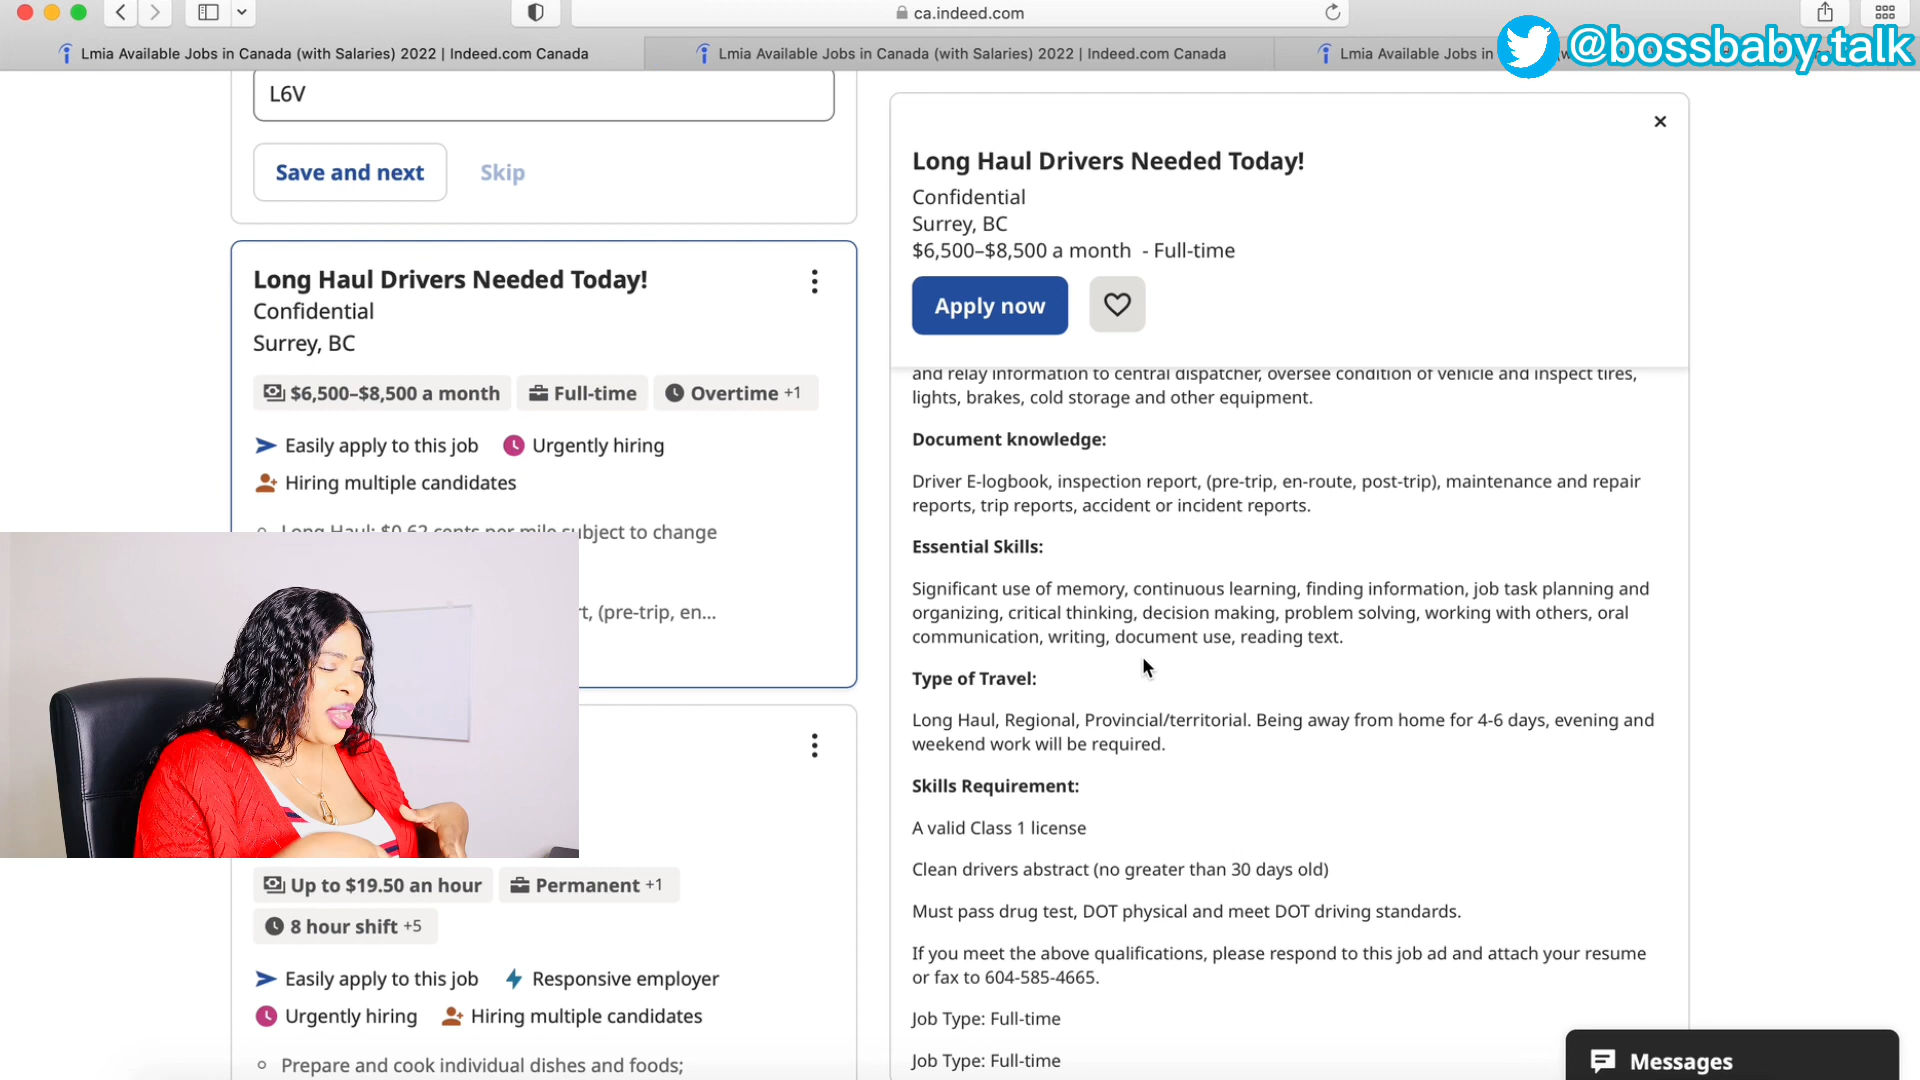 ca.indeed.com
Lmia Available Jobs in Canada (with Salaries) 2022 | Indeed.com Canada
Lmia Available Jobs in Canada (with Salaries) 2022 | Indeed.com Canada
Lmia Available Jobs in
@bossbaby.talk
L6V
Save and next
Skip
Long Haul Drivers Needed Today!
Confidential
Surrey, BC
$6,500–$8,500 a month
Full-time
Overtime +1
Easily apply to this job
Urgently hiring
Hiring multiple candidates
Long Haul: $0.62 cents per mile subject to change
(pre-trip, en...
Up to $19.50 an hour
Permanent +1
8 hour shift +5
Easily apply to this job
Responsive employer
Urgently hiring
Hiring multiple candidates
Prepare and cook individual dishes and foods;
Long Haul Drivers Needed Today!
Confidential
Surrey, BC
$6,500–$8,500 a month - Full-time
Apply now
and relay information to central dispatcher, oversee condition of vehicle and inspect tires,
lights, brakes, cold storage and other equipment.
Document knowledge:
Driver E-logbook, inspection report, (pre-trip, en-route, post-trip), maintenance and repair
reports, trip reports, accident or incident reports.
Essential Skills:
Significant use of memory, continuous learning, finding information, job task planning and
organizing, critical thinking, decision making, problem solving, working with others, oral
communication, writing, document use, reading text.
Type of Travel:
Long Haul, Regional, Provincial/territorial. Being away from home for 4-6 days, evening and
weekend work will be required.
Skills Requirement:
A valid Class 1 license
Clean drivers abstract (no greater than 30 days old)
Must pass drug test, DOT physical and meet DOT driving standards.
If you meet the above qualifications, please respond to this job ad and attach your resume
or fax to 604-585-4665.
Job Type: Full-time
Job Type: Full-time
Messages